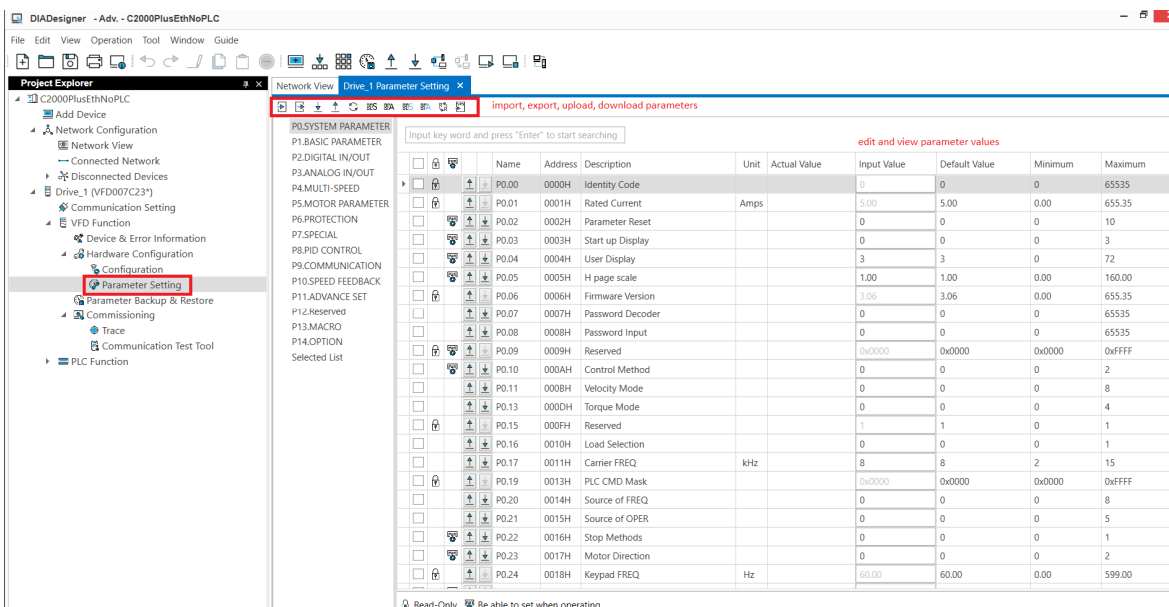 DIADesigner - Adv. - C2000PlusEthNoPLC
File Edit View Operation Tool Window Guide
Project Explorer
C2000PlusEthNoPLC
Add Device
Network Configuration
Network View
Connected Network
Disconnected Devices
Drive_1 (VFD007C23*)
Communication Setting
VFD Function
Device & Error Information
Hardware Configuration
Configuration
Parameter Setting
Parameter Backup & Restore
Commissioning
Trace
Communication Test Tool
PLC Function
Network View Drive_1 Parameter Setting
import, export, upload, download parameters
P0.SYSTEM PARAMETER
P1.BASIC PARAMETER
P2.DIGITAL IN/OUT
P3.ANALOG IN/OUT
P4.MULTI-SPEED
P5.MOTOR PARAMETER
P6.PROTECTION
P7.SPECIAL
P8.PID CONTROL
P9.COMMUNICATION
P10.SPEED FEEDBACK
P11.ADVANCE SET
P12.Reserved
P13.MACRO
P14.OPTION
Selected List
Input key word and press "Enter" to start searching
edit and view parameter values
Name Address Description Unit Actual Value Input Value Default Value Minimum Maximum
P0.00 0000H Identity Code 0 0 0 65535
P0.01 0001H Rated Current Amps 5.00 5.00 0.00 655.35
P0.02 0002H Parameter Reset 0 0 0 10
P0.03 0003H Start up Display 0 0 0 3
P0.04 0004H User Display 3 3 0 72
P0.05 0005H H page scale 1.00 1.00 0.00 160.00
P0.06 0006H Firmware Version 3.06 3.06 0.00 655.35
P0.07 0007H Password Decoder 0 0 0 65535
P0.08 0008H Password Input 0 0 0 65535
P0.09 0009H Reserved 0x0000 0x0000 0x0000 0xFFFF
P0.10 000AH Control Method 0 0 0 2
P0.11 000BH Velocity Mode 0 0 0 8
P0.13 000DH Torque Mode 0 0 0 4
P0.15 000FH Reserved 1 1 0 1
P0.16 0010H Load Selection 0 0 0 1
P0.17 0011H Carrier FREQ kHz 8 8 2 15
P0.19 0013H PLC CMD Mask 0x0000 0x0000 0x0000 0xFFFF
P0.20 0014H Source of FREQ 0 0 0 8
P0.21 0015H Source of OPER 0 0 0 5
P0.22 0016H Stop Methods 0 0 0 1
P0.23 0017H Motor Direction 0 0 0 2
P0.24 0018H Keypad FREQ Hz 60.00 60.00 0.00 599.00
Read-Only Be able to set when operating